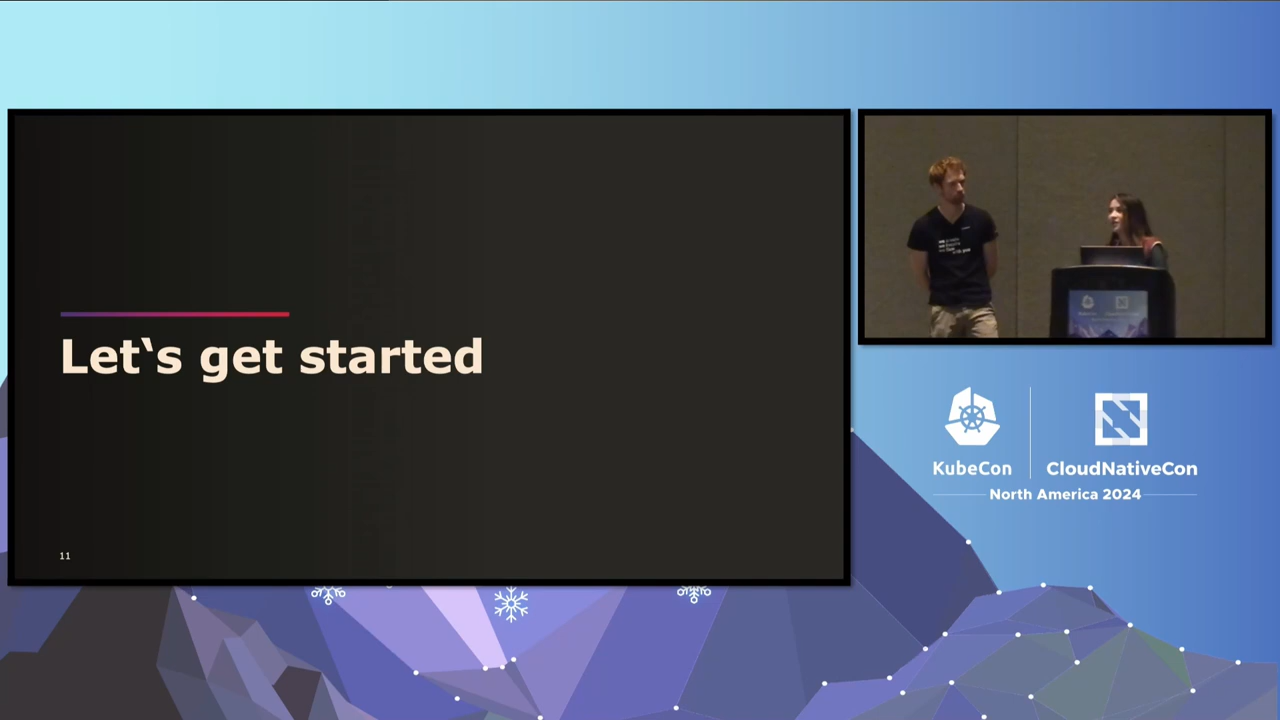 Let‘s get started
11
KubeCon
CloudNativeCon
North America 2024